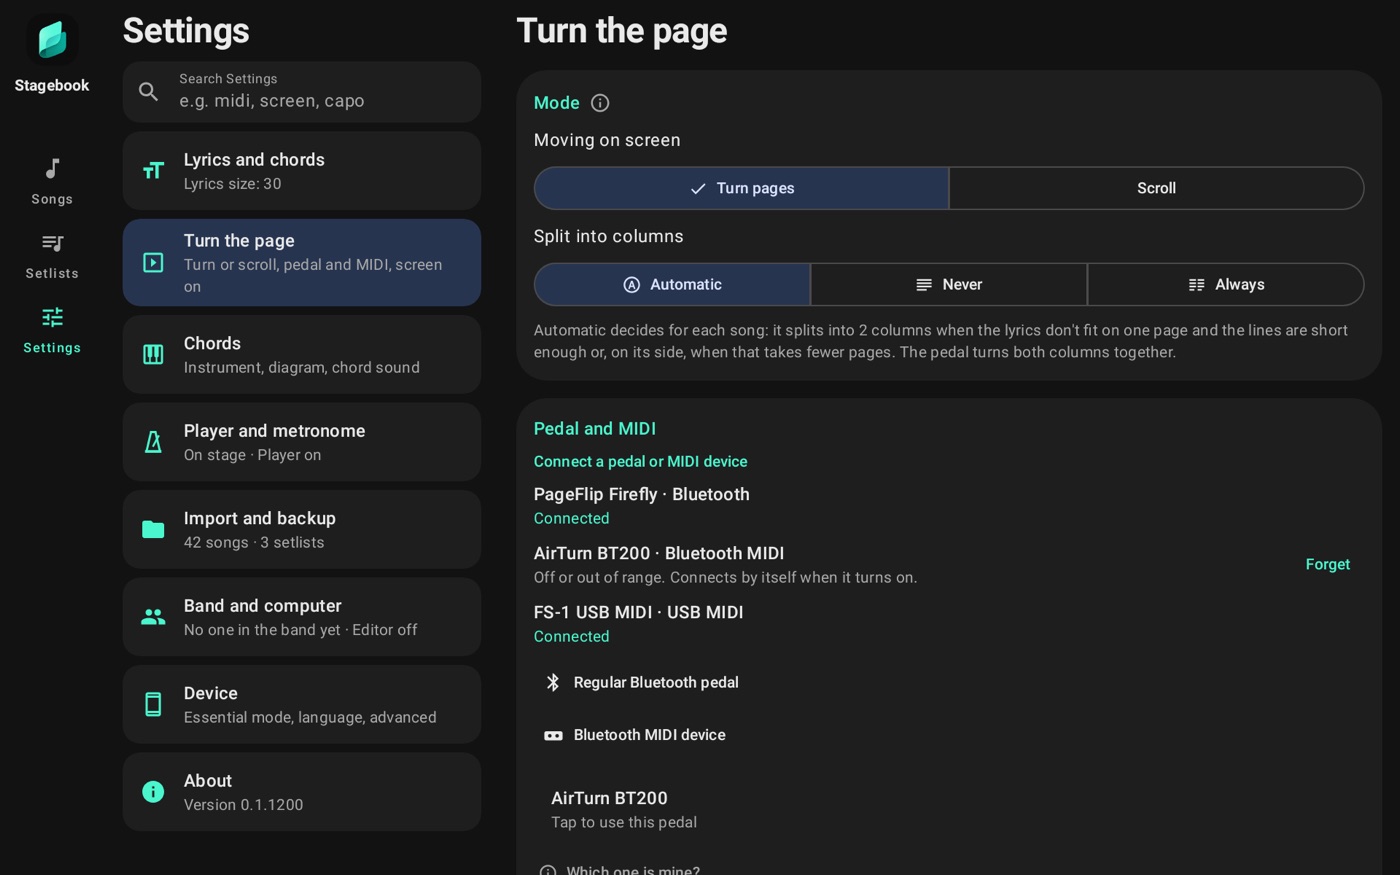 Stagebook
Songs
Setlists
Settings
Settings
Search Settings
e.g. midi, screen, capo
Lyrics and chords
Lyrics size: 30
Turn the page
Turn or scroll, pedal and MIDI, screen
on
Chords
Instrument, diagram, chord sound
Player and metronome
On stage · Player on
Import and backup
42 songs · 3 setlists
Band and computer
No one in the band yet · Editor off
Device
Essential mode, language, advanced
About
Version 0.1.1200
Turn the page
Mode
Moving on screen
Turn pages
Scroll
Split into columns
Automatic
Never
Always
Automatic decides for each song: it splits into 2 columns when the lyrics don't fit on one page and the lines are short
enough or, on its side, when that takes fewer pages. The pedal turns both columns together.
Pedal and MIDI
Connect a pedal or MIDI device
PageFlip Firefly · Bluetooth
Connected
AirTurn BT200 · Bluetooth MIDI
Off or out of range. Connects by itself when it turns on.
Forget
FS-1 USB MIDI · USB MIDI
Connected
Regular Bluetooth pedal
Bluetooth MIDI device
AirTurn BT200
Tap to use this pedal
Which one is mine?